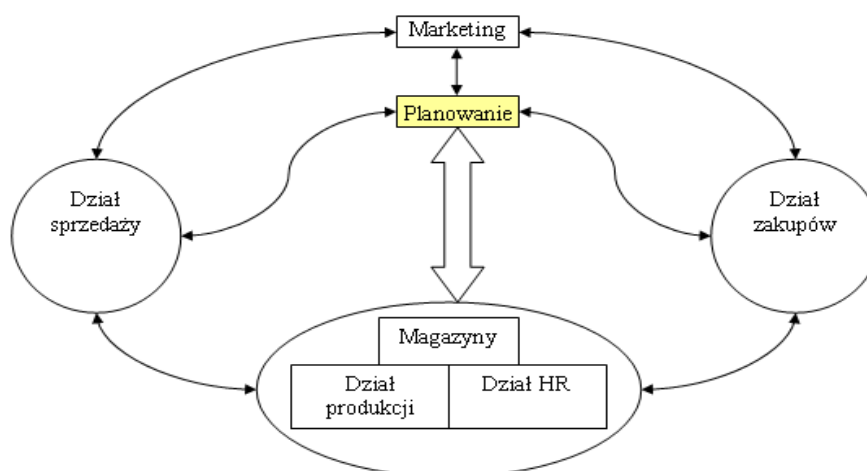 Marketing
Planowanie
Dział
sprzedaży
Dział
zakupów
Magazyny
Dział
produkcji
Dział HR